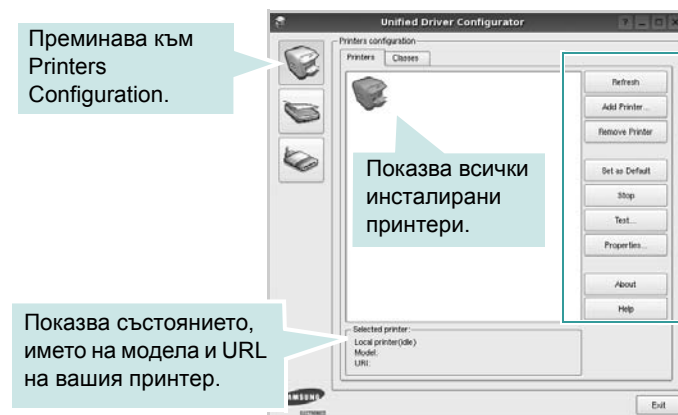 Unified Driver Configurator
Преминава към
Printers
Configuration.
Printers configuration
Printers
Classes
Refresh
Add Printer...
Remove Printer
Set as Default
Stop
Test...
Properties...
About
Help
Показва всички
инсталирани
принтери.
Показва състоянието,
името на модела и URL
на вашия принтер.
Selected printer:
Local printer(idle)
Model:
URI:
Exit